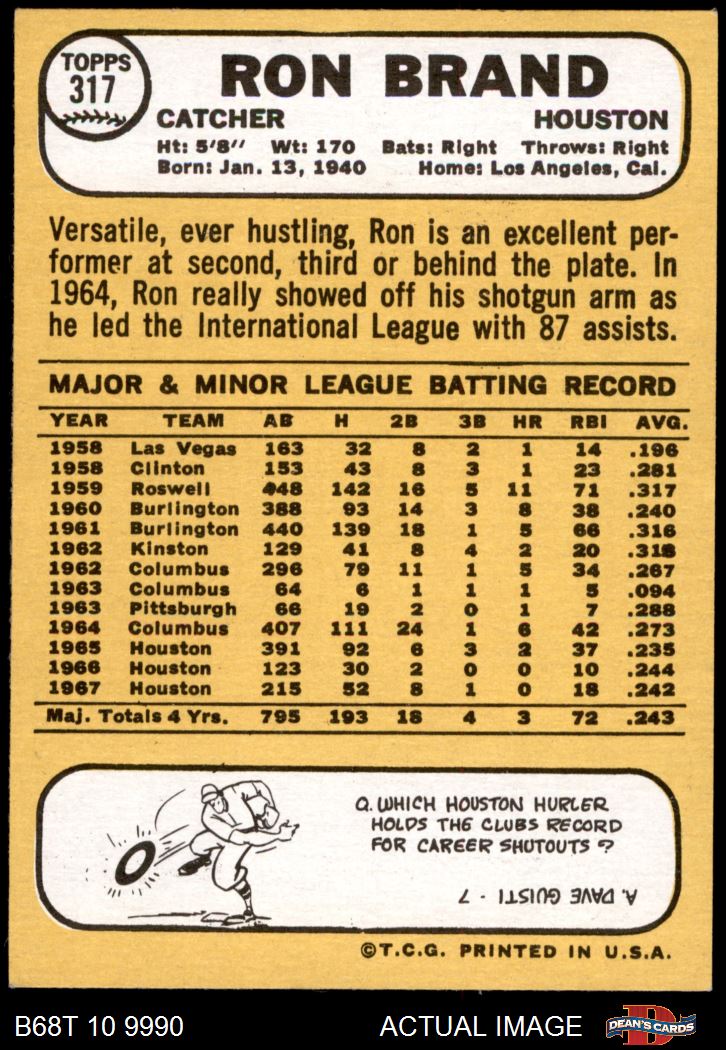 TOPPS
317
RON BRAND
CATCHER HOUSTON
Ht: 5'8" Wt: 170 Bats: Right Throws: Right
Born: Jan. 13, 1940 Home: Los Angeles, Cal.
Versatile, ever hustling, Ron is an excellent per-
former at second, third or behind the plate. In
1964, Ron really showed off his shotgun arm as
he led the International League with 87 assists.
MAJOR & MINOR LEAGUE BATTING RECORD
YEAR TEAM AB H 2B 3B HR RBI AVG.
1958 Las Vegas 163 32 8 2 1 14 .196
1958 Clinton 153 43 8 3 1 23 .281
1959 Roswell 448 142 16 5 11 71 .317
1960 Burlington 388 93 14 3 8 38 .240
1961 Burlington 440 139 18 1 5 66 .316
1962 Kinston 129 41 8 4 2 20 .318
1962 Columbus 296 79 11 1 5 34 .267
1963 Columbus 64 6 1 1 1 5 .094
1963 Pittsburgh 66 19 2 0 1 7 .288
1964 Columbus 407 111 24 1 6 42 .273
1965 Houston 391 92 6 3 2 37 .235
1966 Houston 123 30 2 0 0 10 .244
1967 Houston 215 52 8 1 0 18 .242
Maj. Totals 4 Yrs. 795 193 18 4 3 72 .243
Q. WHICH HOUSTON HURLER
HOLDS THE CLUBS RECORD
FOR CAREER SHUTOUTS?
A. DAVE GUISTI - 7
©T.C.G. PRINTED IN U.S.A.
B68T 10 9990 ACTUAL IMAGE D DEAN'S CARDS